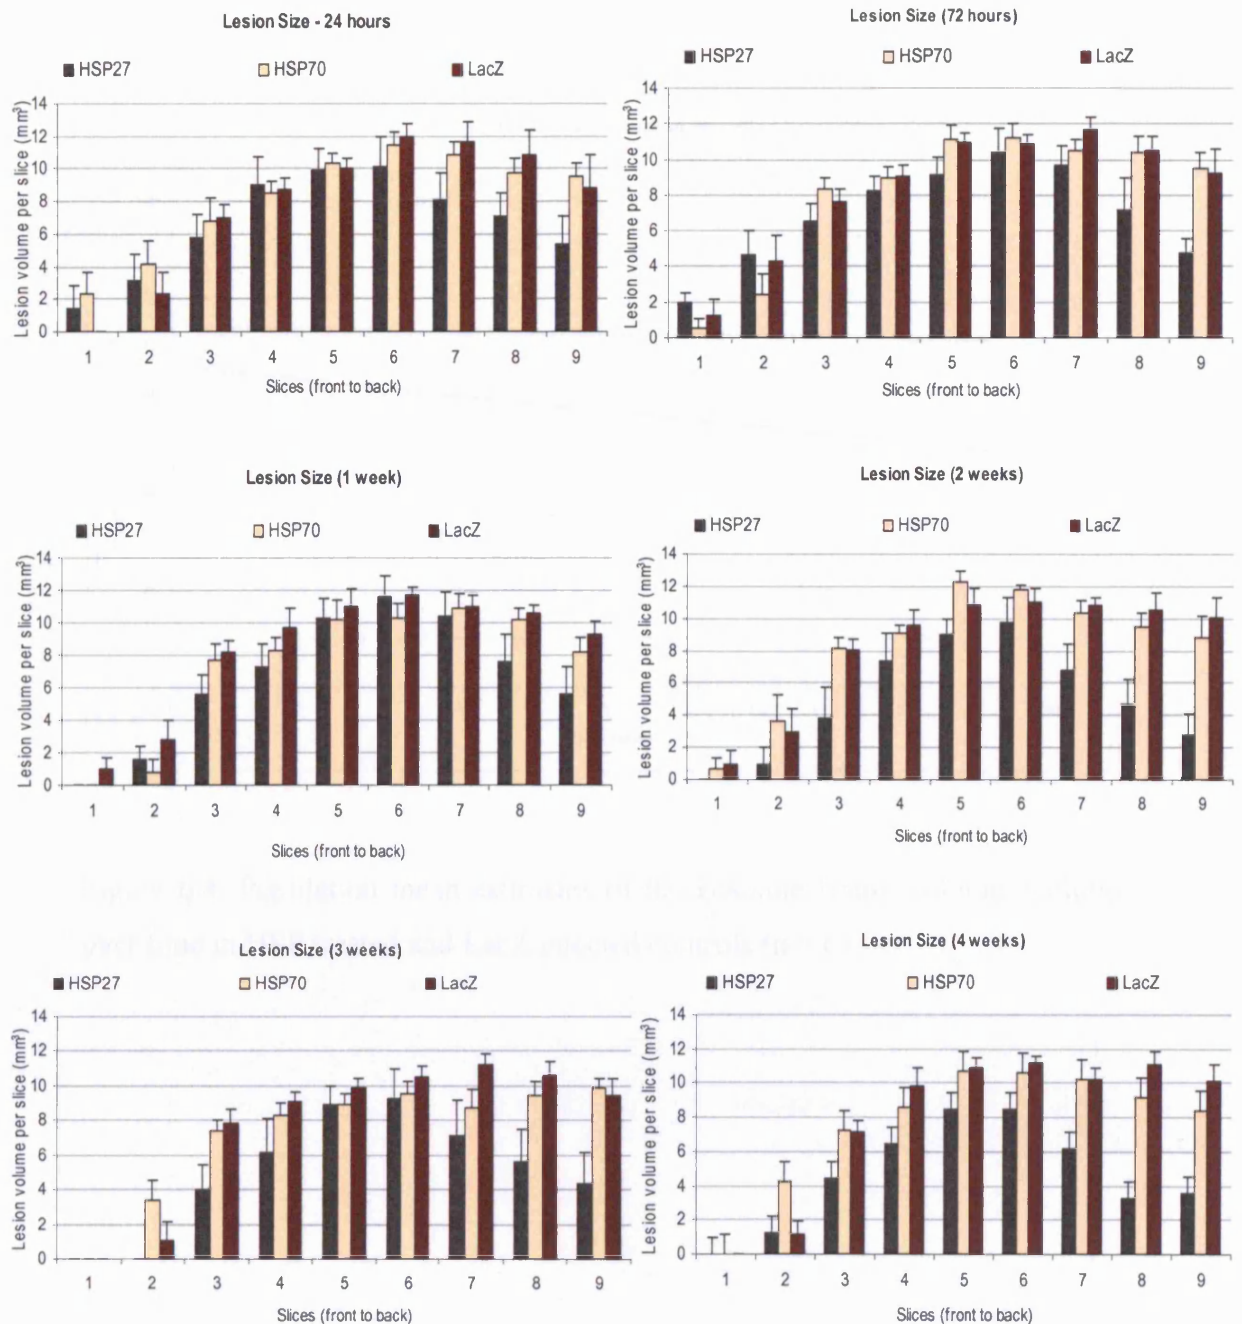 Lesion Size - 24 hours
HSP27 HSP70 LacZ
Lesion volume per slice (mm³)
14
12
10
8
6
4
2
0
1 2 3 4 5 6 7 8 9
Slices (front to back)
Lesion Size (72 hours)
HSP27 HSP70 LacZ
Lesion volume per slice (mm³)
14
12
10
8
6
4
2
0
1 2 3 4 5 6 7 8 9
Slices (front to back)
Lesion Size (1 week)
HSP27 HSP70 LacZ
Lesion volume per slice (mm³)
14
12
10
8
6
4
2
0
1 2 3 4 5 6 7 8 9
Slices (front to back)
Lesion Size (2 weeks)
HSP27 HSP70 LacZ
Lesion volume per slice (mm³)
14
12
10
8
6
4
2
0
1 2 3 4 5 6 7 8 9
Slices (front to back)
Lesion Size (3 weeks)
HSP27 HSP70 LacZ
Lesion volume per slice (mm³)
14
12
10
8
6
4
2
0
1 2 3 4 5 6 7 8 9
Slices (front to back)
Lesion Size (4 weeks)
HSP27 HSP70 LacZ
Lesion volume per slice (mm³)
14
12
10
8
6
4
2
0
1 2 3 4 5 6 7 8 9
Slices (front to back)